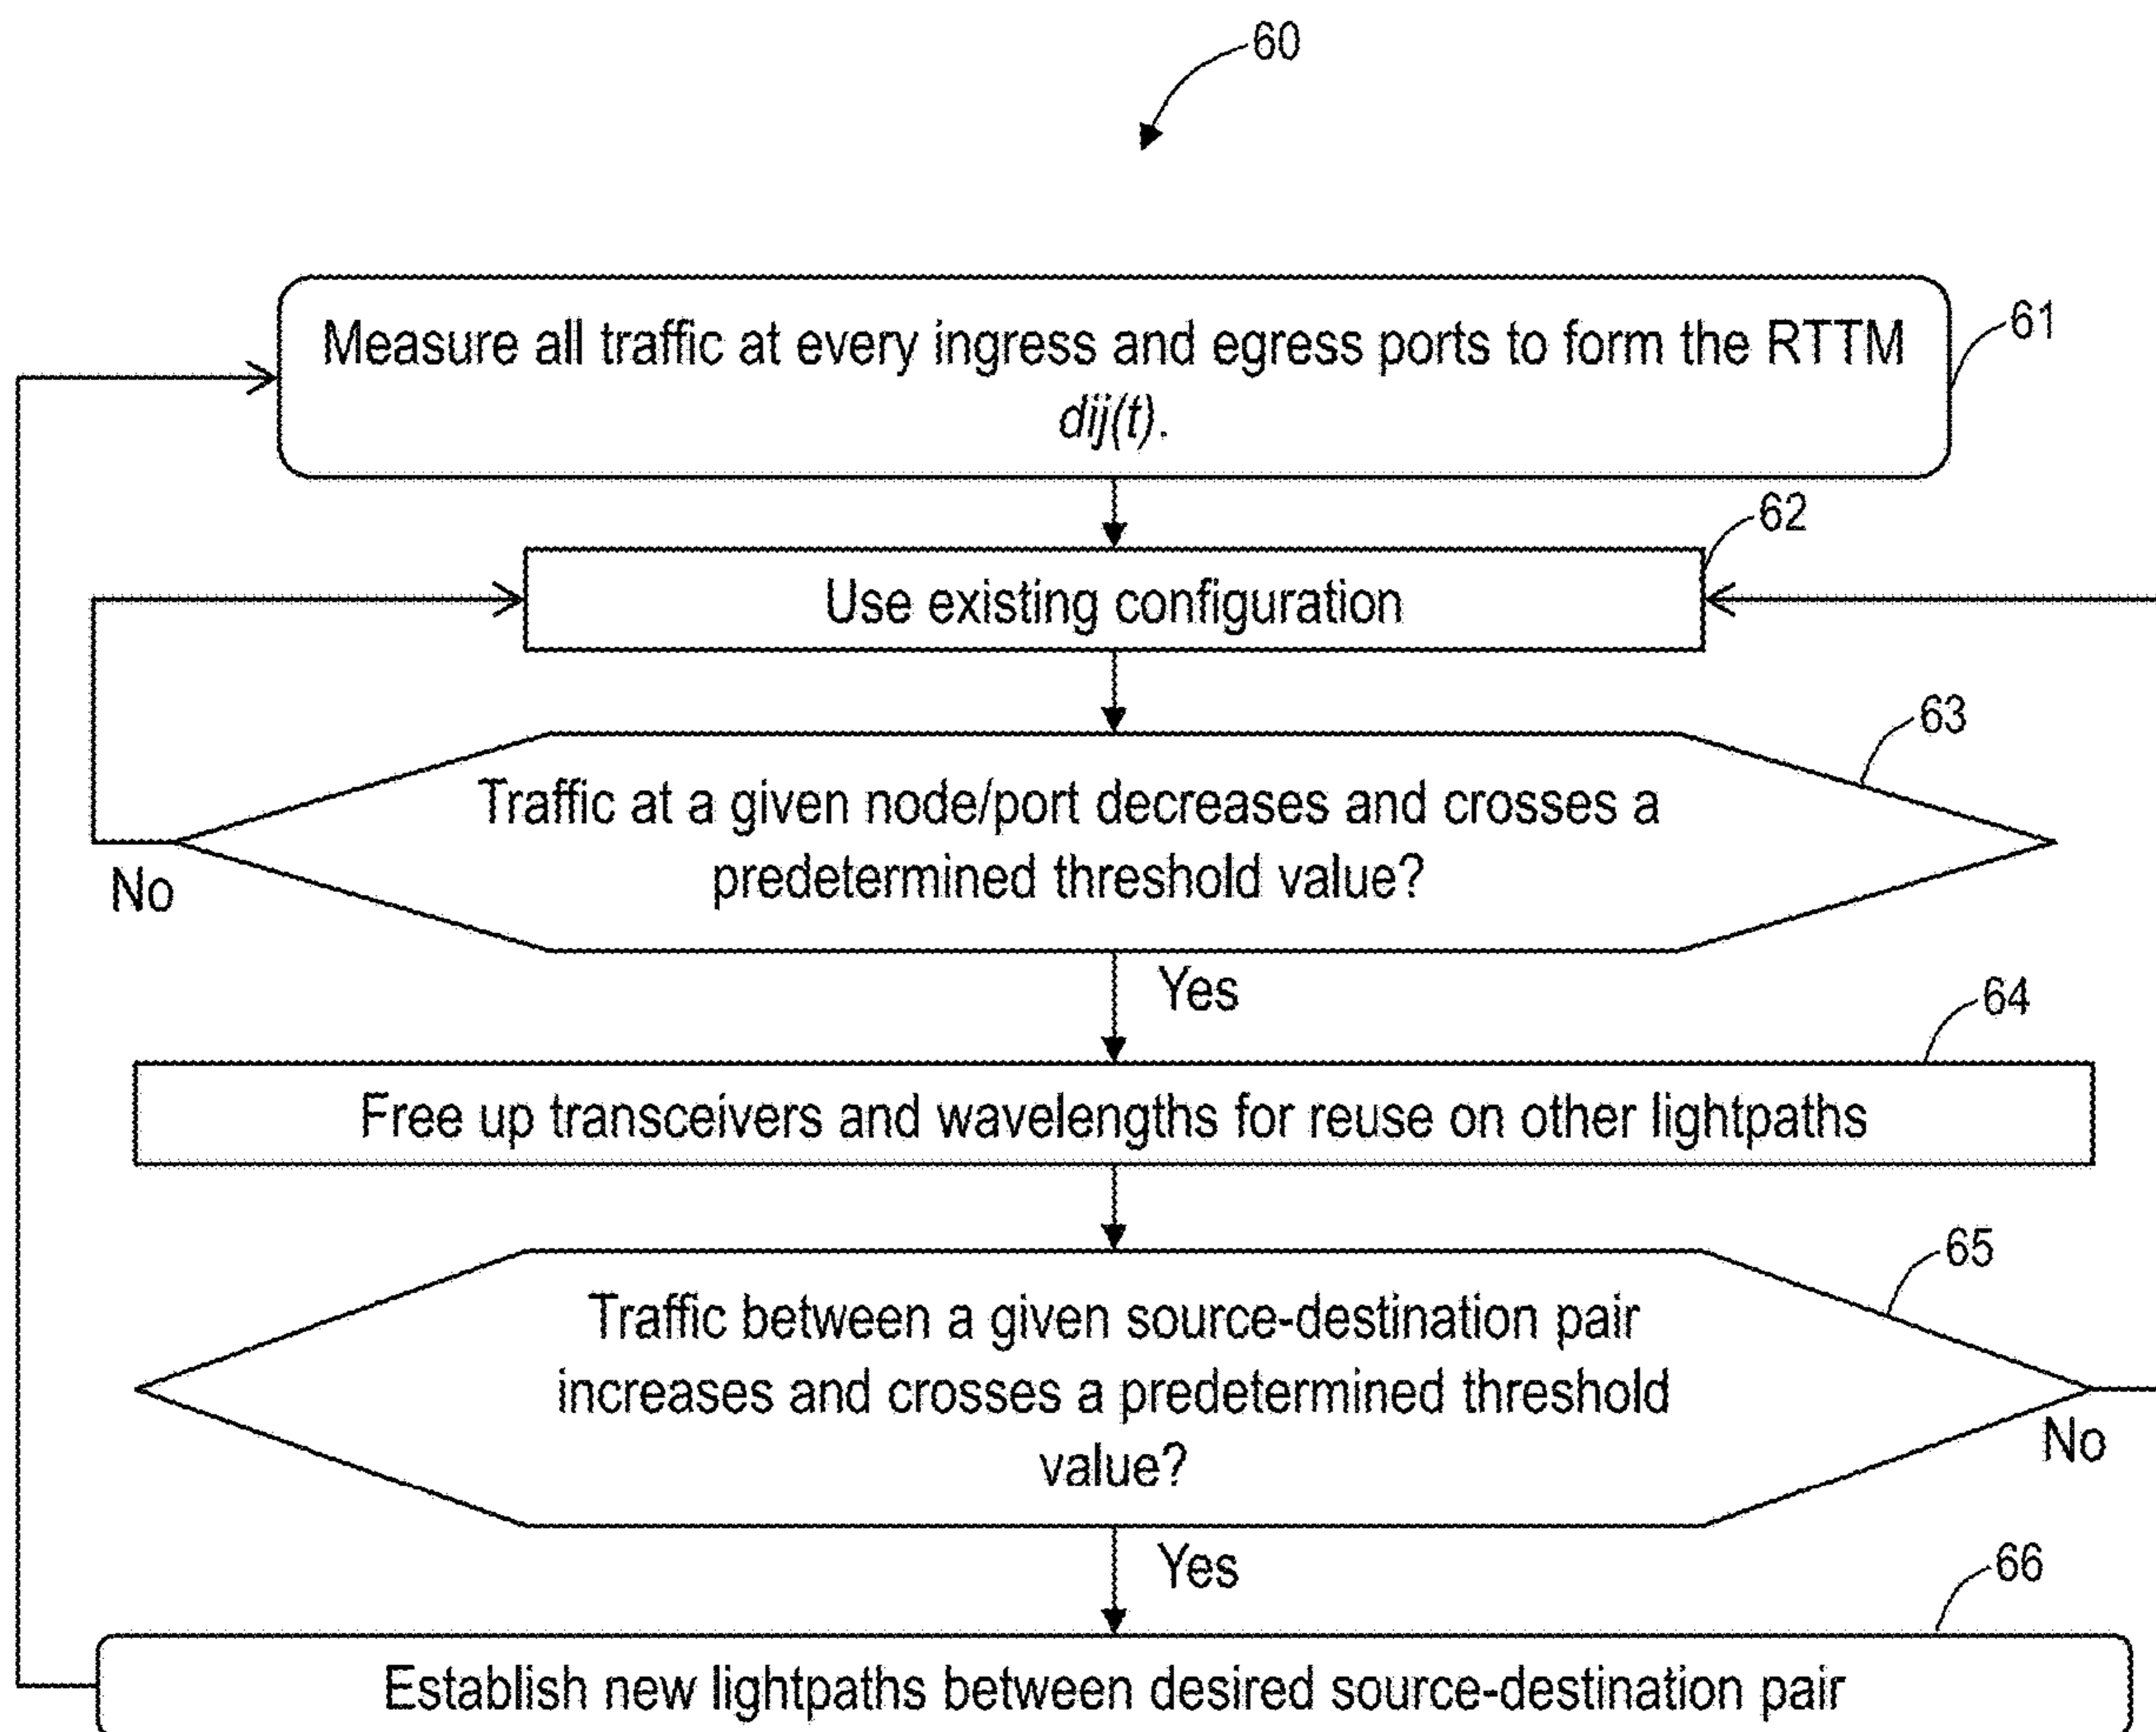 60
Measure all traffic at every ingress and egress ports to form the RTTM
dij(t).
61
62
Use existing configuration
63
Traffic at a given node/port decreases and crosses a
predetermined threshold value?
No
Yes
64
Free up transceivers and wavelengths for reuse on other lightpaths
65
Traffic between a given source-destination pair
increases and crosses a predetermined threshold
value?
No
Yes
66
Establish new lightpaths between desired source-destination pair